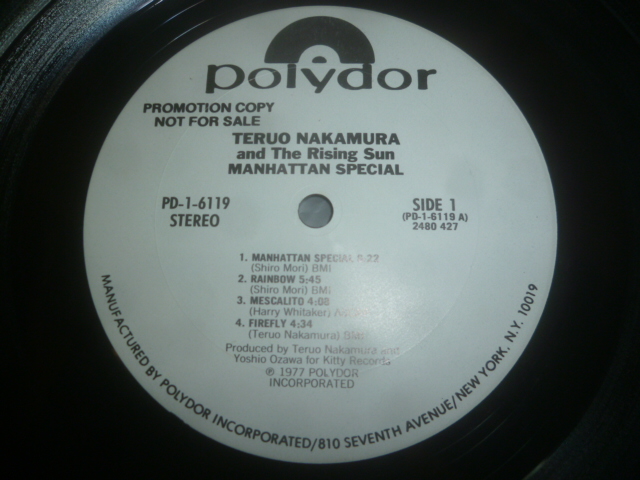 polydor
PROMOTION COPY
NOT FOR SALE
TERUO NAKAMURA
and The Rising Sun
MANHATTAN SPECIAL
PD-1-6119
STEREO
SIDE 1
(PD-1-6119 A)
2480 427
1. MANHATTAN SPECIAL
(Shiro Mori) BMI
2. RAINBOW 5:45
(Shiro Mori) BMI
3. MESCALITO 4:08
(Harry Whitaker)
4. FIREFLY 4:34
(Teruo Nakamura)
Produced by Teruo Nakamura and
Yoshio Ozawa for Kitty Records
℗ 1977 POLYDOR
INCORPORATED
MANUFACTURED BY POLYDOR INCORPORATED/810 SEVENTH AVENUE/NEW YORK. N.Y. 10019